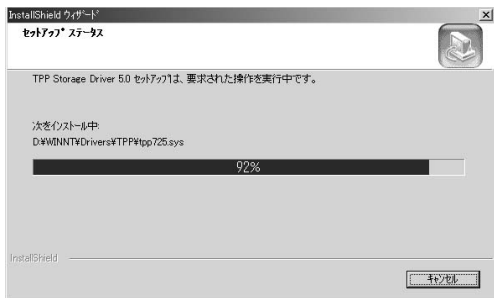 InstallShield ウィザード
セットアップ ステータス
TPP Storage Driver 5.0 セットアップは、要求された操作を実行中です。
次をインストール中:
D:¥WINNT¥Drivers¥TPP¥tpp725.sys
92%
InstallShield
キャンセル